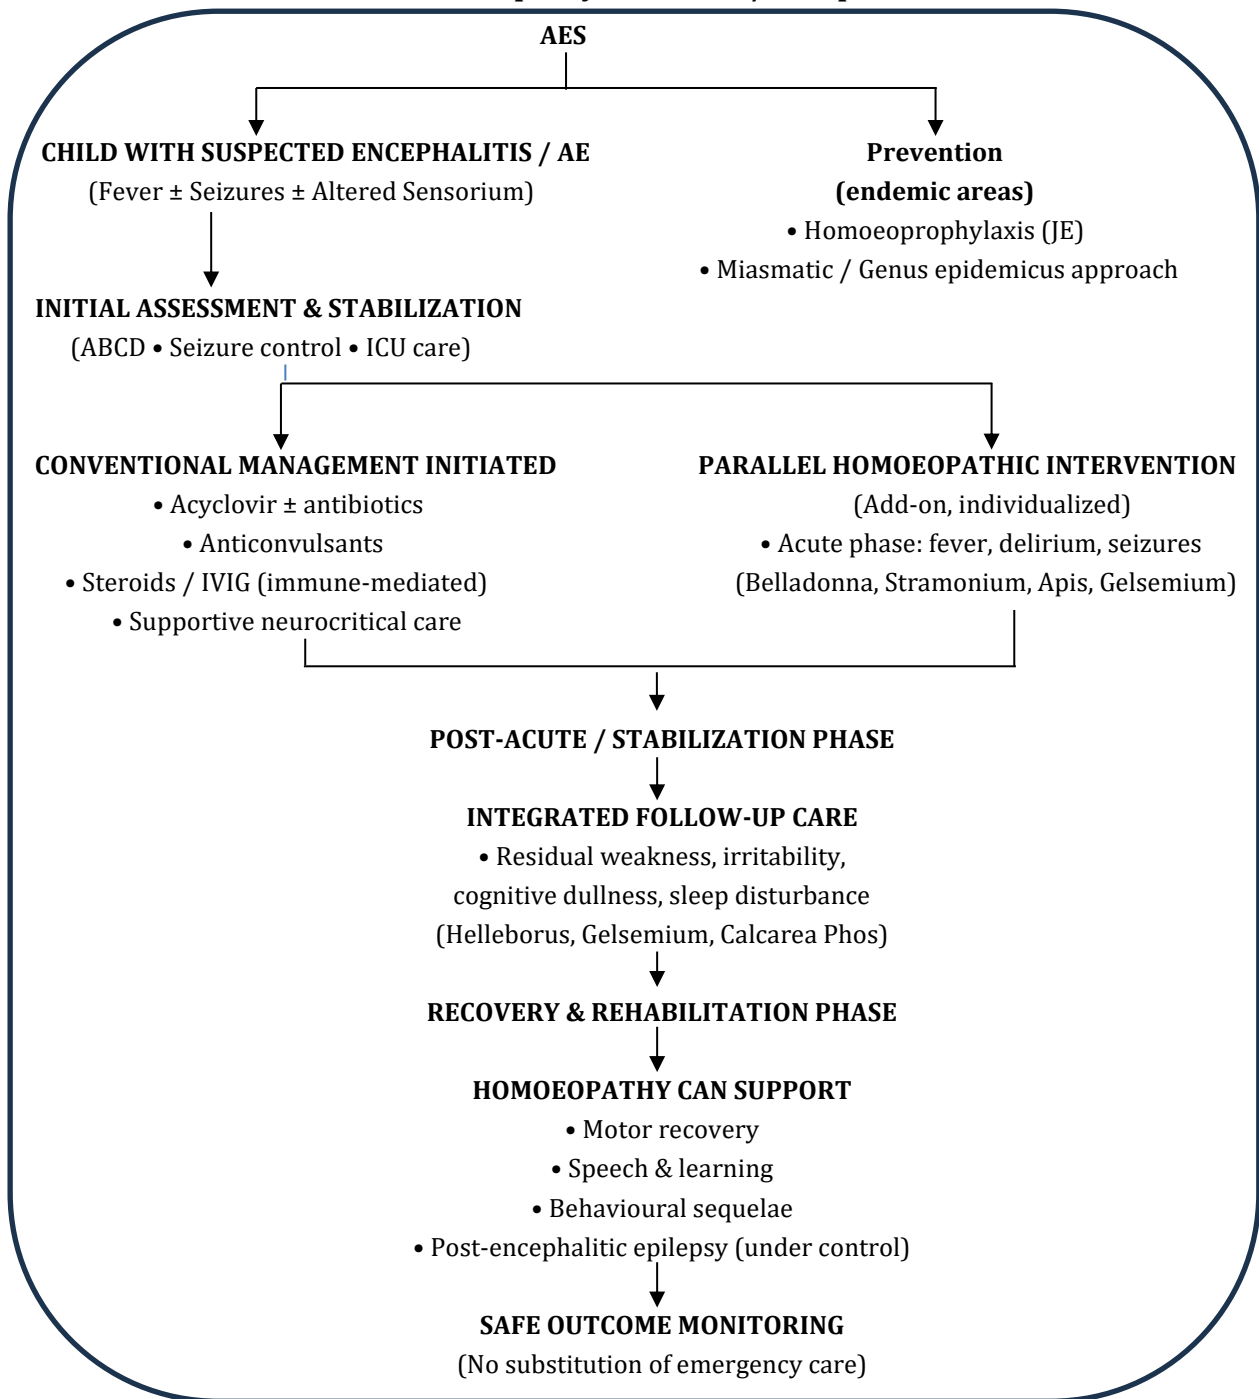 AES
CHILD WITH SUSPECTED ENCEPHALITIS / AE
(Fever ± Seizures ± Altered Sensorium)
Prevention
(endemic areas)
• Homoeoprophylaxis (JE)
• Miasmatic / Genus epidemicus approach
INITIAL ASSESSMENT & STABILIZATION
(ABCD • Seizure control • ICU care)
CONVENTIONAL MANAGEMENT INITIATED
• Acyclovir ± antibiotics
• Anticonvulsants
• Steroids / IVIG (immune-mediated)
• Supportive neurocritical care
PARALLEL HOMOEOPATHIC INTERVENTION
(Add-on, individualized)
• Acute phase: fever, delirium, seizures
(Belladonna, Stramonium, Apis, Gelsemium)
POST-ACUTE / STABILIZATION PHASE
INTEGRATED FOLLOW-UP CARE
• Residual weakness, irritability,
cognitive dullness, sleep disturbance
(Helleborus, Gelsemium, Calcarea Phos)
RECOVERY & REHABILITATION PHASE
HOMOEOPATHY CAN SUPPORT
• Motor recovery
• Speech & learning
• Behavioural sequelae
• Post-encephalitic epilepsy (under control)
SAFE OUTCOME MONITORING
(No substitution of emergency care)